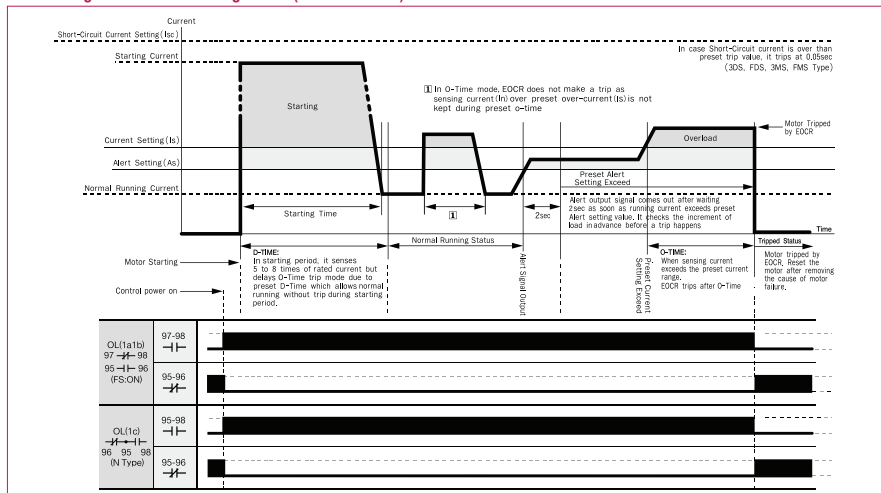 Current
Short-Circuit Current Setting(Isc)
Starting Current
In case Short-Circuit current is over than
preset trip value, it trips at 0.05sec
(3DS, FDS, 3MS, FMS Type)
Starting
1 In O-Time mode, EOCR does not make a trip as
sensing current(In) over preset over-current(Is) is not
kept during preset o-time
Motor Tripped
by EOCR
Current Setting(Is)
Overload
Alert Setting(As)
Preset Alert
Setting Exceed
Normal Running Current
Starting Time
1
2sec
Alert output signal comes out after waiting
2sec as soon as running current exceeds preset
Alert setting value. It checks the increment of
load in advance before a trip happens
Time
Normal Running Status
Tripped Status
D-TIME:
In starting period, it senses
5 to 8 times of rated current but
delays O-Time trip mode due to
preset D-Time which allows normal
running without trip during starting
period.
Alert Signal Output
Preset Current
Setting Exceed
O-TIME:
When sensing current
exceeds the preset current
range.
EOCR trips after O-Time
Motor tripped by
EOCR, Reset the
motor after removing
the cause of motor
failure.
Motor Starting
Control power on
OL(1a1b)
97 98
95 96
(FS:ON)
97-98
95-96
OL(1c)
96 95 98
(N Type)
95-98
95-96